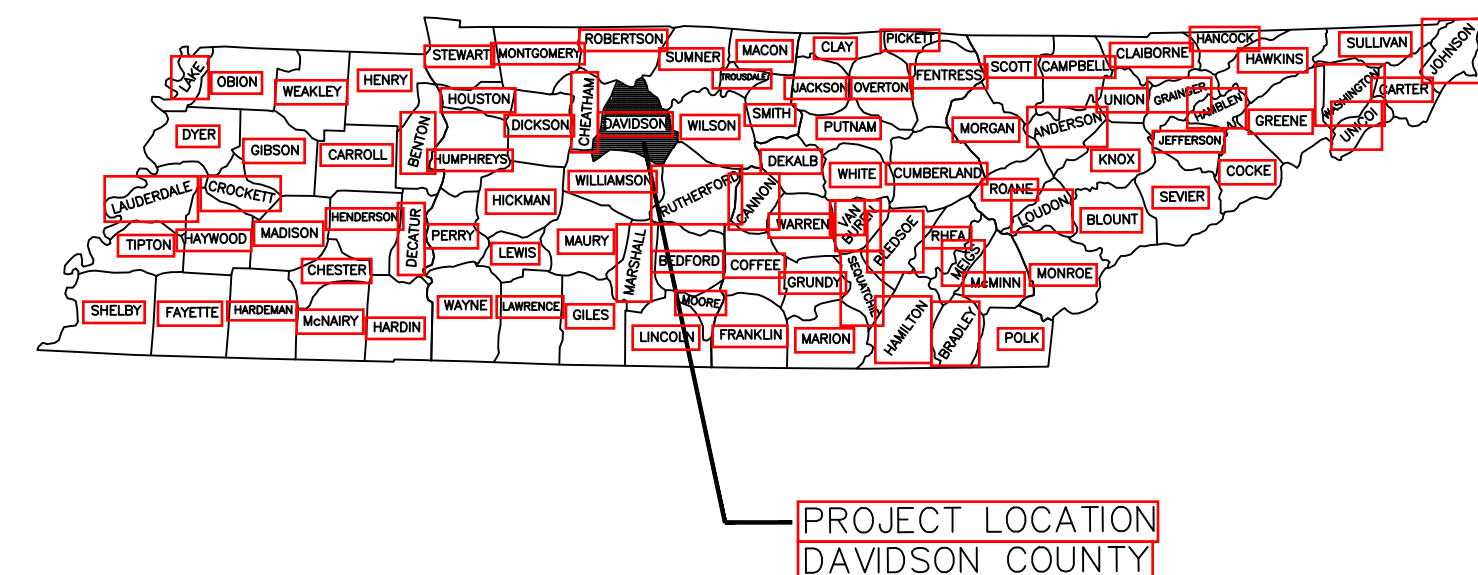 HANCOCK
ROBERTSON
PICKETT
JOHNSON
STEWART
MONTGOMERY
SUMNER
MACON
CLAY
SULLIVAN
CLAIBORNE
HAWKINS
SCOTT
CAMPBELL
FENTRESS
TROUSDALE
LAKE
OBION
HENRY
WEAKLEY
JACKSON
OVERTON
UNION
GRAINGER
HAMBLEN
WASHINGTON
CARTER
HOUSTON
CHEATHAM
SMITH
DICKSON
DAVIDSON
WILSON
PUTNAM
MORGAN
ANDERSON
GREENE
UNICOI
DYER
GIBSON
CARROLL
BENTON
HUMPHREYS
DEKALB
WHITE
CUMBERLAND
KNOX
JEFFERSON
COCKE
LAUDERDALE
CROCKETT
WILLIAMSON
RUTHERFORD
CANNON
ROANE
LOUDON
SEVIER
HICKMAN
HENDERSON
DECATUR
WARREN
VAN
BUREN
BLEDSOE
BLOUNT
TIPTON
HAYWOOD
MADISON
PERRY
LEWIS
MAURY
MARSHALL
BEDFORD
COFFEE
RHEA
MEIGS
CHESTER
GRUNDY
SEQUATCHIE
McMINN
MONROE
SHELBY
FAYETTE
HARDEMAN
McNAIRY
HARDIN
WAYNE
LAWRENCE
GILES
MOORE
LINCOLN
FRANKLIN
MARION
HAMILTON
BRADLEY
POLK
PROJECT LOCATION
DAVIDSON COUNTY